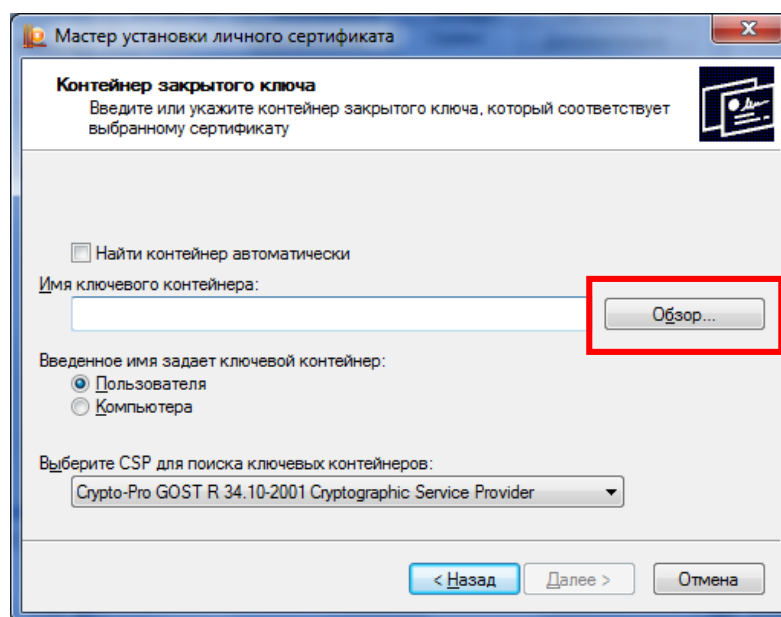 Мастер установки личного сертификата
Контейнер закрытого ключа
Введите или укажите контейнер закрытого ключа, который соответствует
выбранному сертификату
Найти контейнер автоматически
Имя ключевого контейнера:
Обзор...
Введенное имя задает ключевой контейнер:
Пользователя
Компьютера
Выберите CSP для поиска ключевых контейнеров:
Crypto-Pro GOST R 34.10-2001 Cryptographic Service Provider
< Назад
Далее >
Отмена